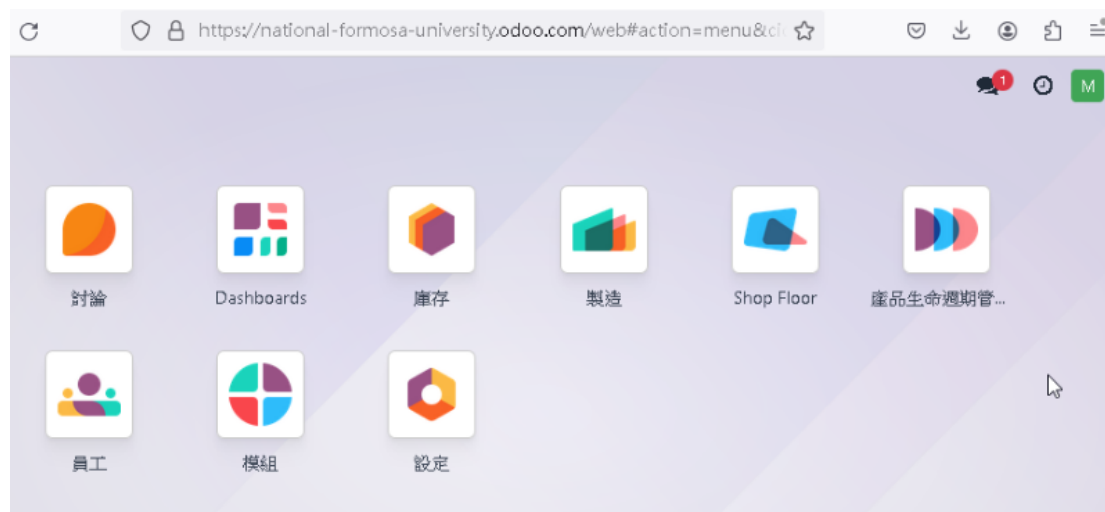 https://national-formosa-university.odoo.com/web#action=menu&ci
1
M
討論
Dashboards
庫存
製造
Shop Floor
產品生命週期管...
員工
模組
設定